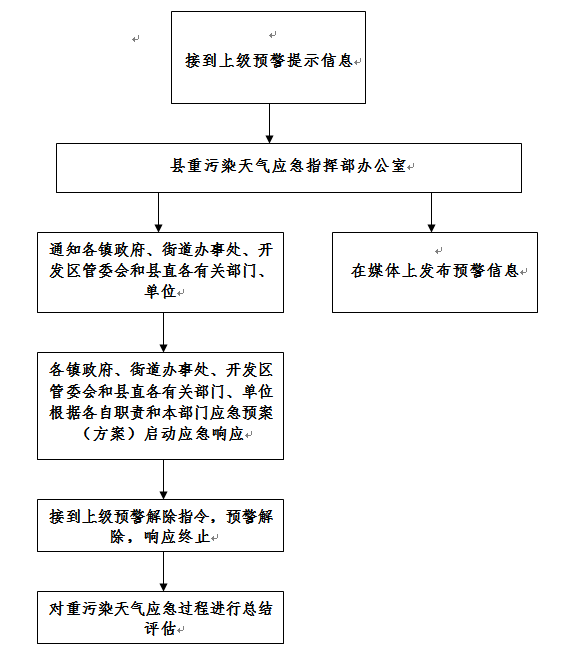 接到上级预警提示信息
县重污染天气应急指挥部办公室
通知各镇政府、街道办事处、开
发区管委会和县直各有关部门、
单位
在媒体上发布预警信息
各镇政府、街道办事处、开发区
管委会和县直各有关部门、单位
根据各自职责和本部门应急预案
（方案）启动应急响应
接到上级预警解除指令，预警解
除，响应终止
对重污染天气应急过程进行总结
评估